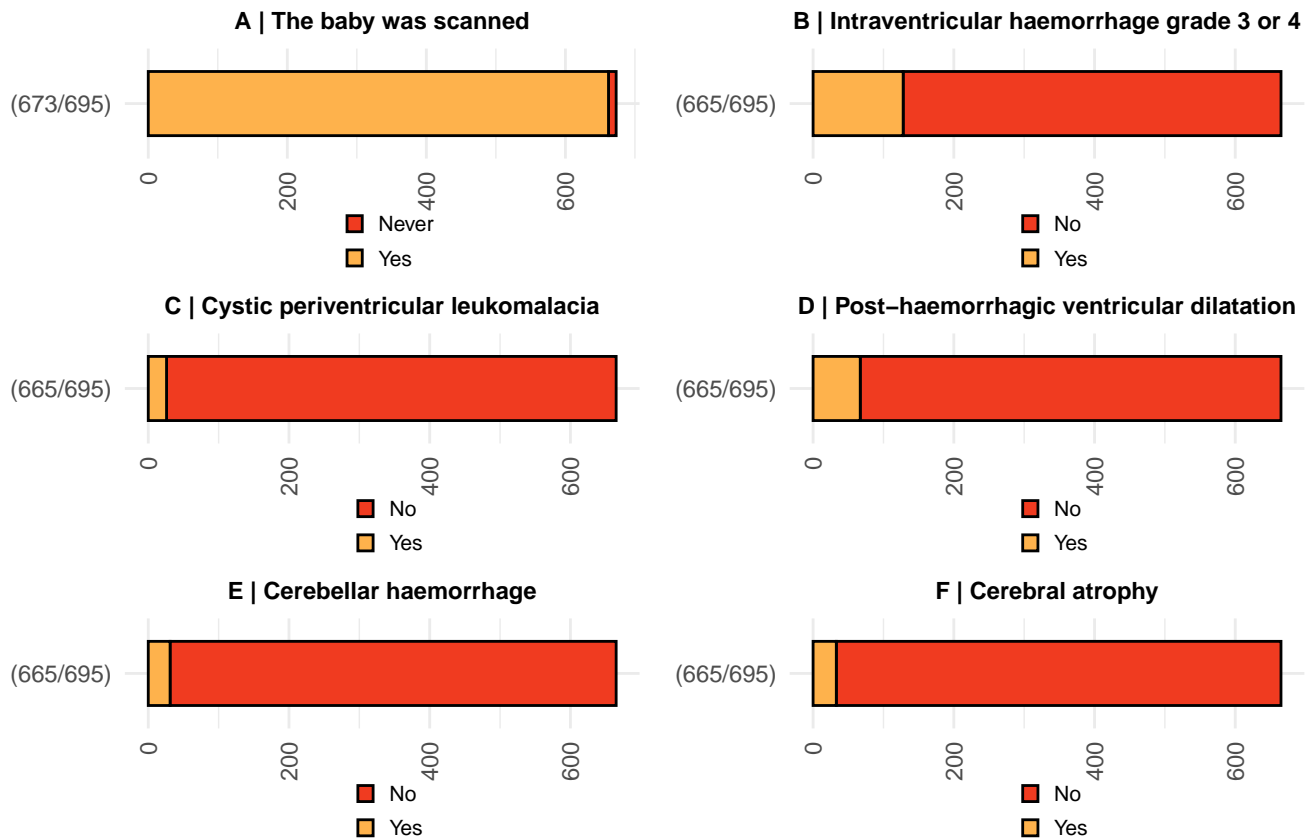 A | The baby was scanned
(673/695)
0 200 400 600
Never
Yes
B | Intraventricular haemorrhage grade 3 or 4
(665/695)
0 200 400 600
No
Yes
C | Cystic periventricular leukomalacia
(665/695)
0 200 400 600
No
Yes
D | Post−haemorrhagic ventricular dilatation
(665/695)
0 200 400 600
No
Yes
E | Cerebellar haemorrhage
(665/695)
0 200 400 600
No
Yes
F | Cerebral atrophy
(665/695)
0 200 400 600
No
Yes